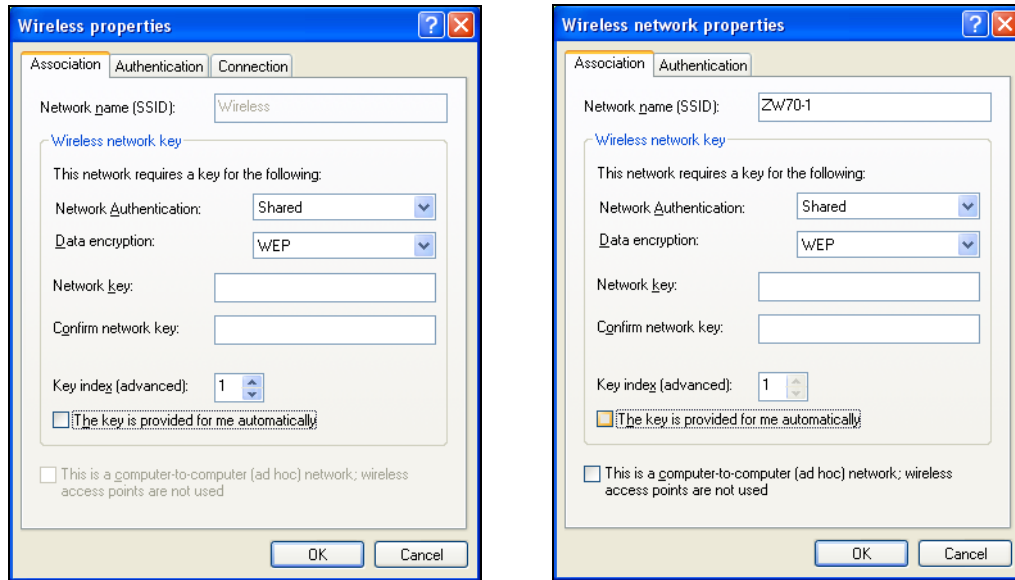 Wireless properties
Association Authentication Connection
Network name (SSID): Wireless
Wireless network key
This network requires a key for the following:
Network Authentication: Shared
Data encryption: WEP
Network key:
Confirm network key:
Key index (advanced): 1
The key is provided for me automatically
This is a computer-to-computer (ad hoc) network; wireless
access points are not used
OK Cancel
Wireless network properties
Association Authentication
Network name (SSID): ZW70-1
Wireless network key
This network requires a key for the following:
Network Authentication: Shared
Data encryption: WEP
Network key:
Confirm network key:
Key index (advanced): 1
The key is provided for me automatically
This is a computer-to-computer (ad hoc) network; wireless
access points are not used
OK Cancel